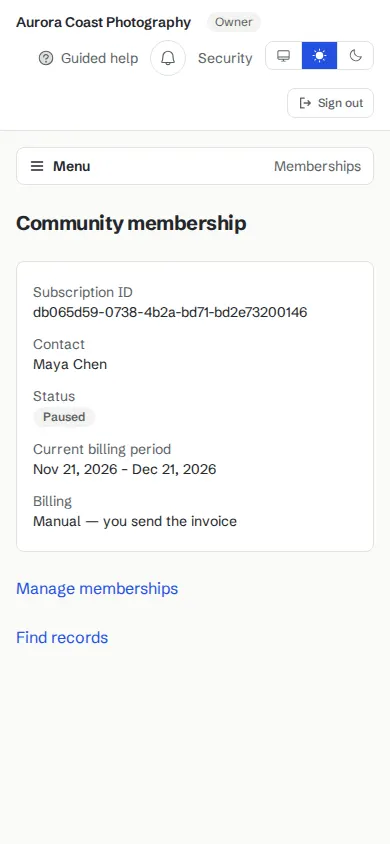 Aurora Coast Photography Owner
Guided help Security
Sign out
Menu Memberships
Community membership
Subscription ID
db065d59-0738-4b2a-bd71-bd2e73200146
Contact
Maya Chen
Status
Paused
Current billing period
Nov 21, 2026 – Dec 21, 2026
Billing
Manual — you send the invoice
Manage memberships
Find records